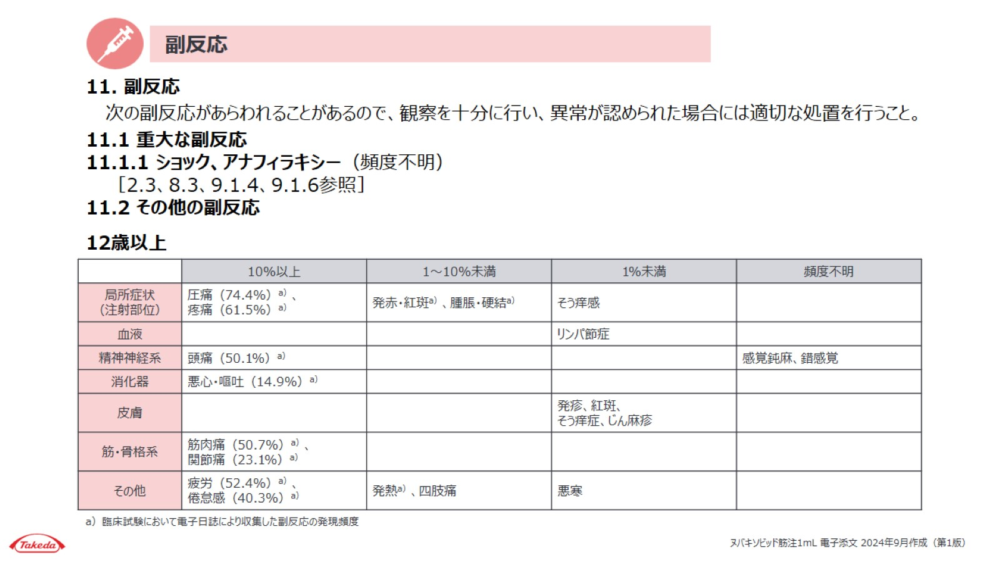 副反応
11. 副反応
次の副反応があらわれることがあるので、観察を十分に行い、異常が認められた場合には適切な処置を行うこと。
11.1 重大な副反応
11.1.1 ショック、アナフィラキシー（頻度不明）
［2.3、8.3、9.1.4、9.1.6参照］
11.2 その他の副反応
12歳以上
10%以上 1～10%未満 1%未満 頻度不明
局所症状
（注射部位）
圧痛（74.4%）a）、
疼痛（61.5%）a）
発赤・紅斑a）、腫脹・硬結a）
そう痒感
血液 リンパ節症
精神神経系 頭痛（50.1%）a） 感覚鈍麻、錯感覚
消化器 悪心・嘔吐（14.9%）a）
皮膚
発疹、紅斑、
そう痒症、じん麻疹
筋・骨格系
筋肉痛（50.7%）a）、
関節痛（23.1%）a）
その他
疲労（52.4%）a）、
倦怠感（40.3%）a）
発熱a）、四肢痛
悪寒
a）臨床試験において電子日誌により収集した副反応の発現頻度
Takeda
ヌバキソビッド筋注1mL 電子添文 2024年9月作成（第1版）